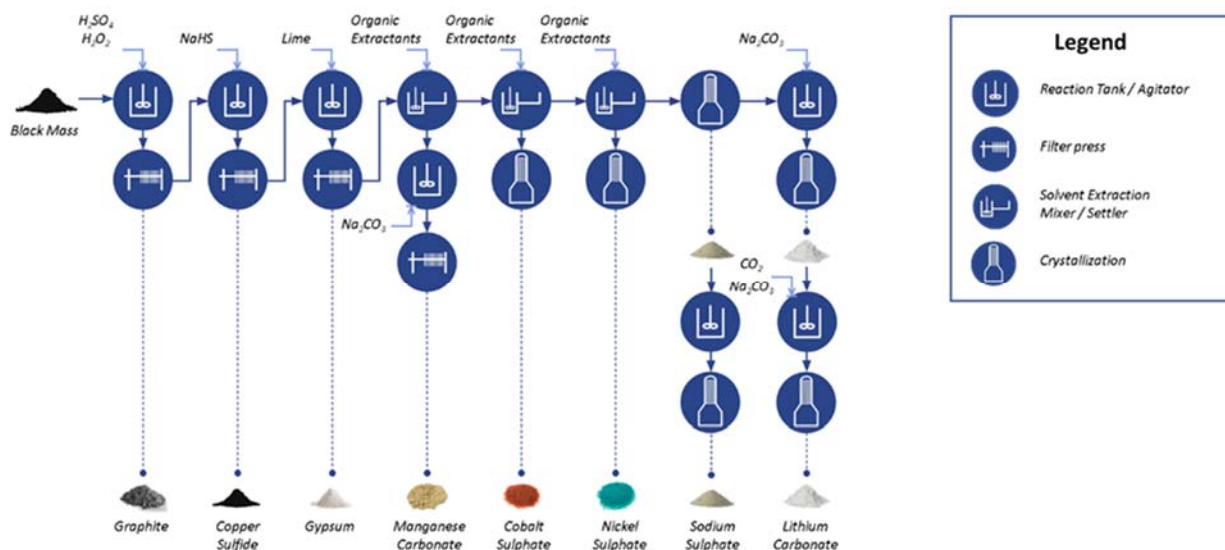 H₂SO₄
H₂O₂
NaHS
Lime
Organic
Extractants
Organic
Extractants
Organic
Extractants
Na₂CO₃
Black Mass
Na₂CO₃
CO₂
Na₂CO₃
Graphite
Copper
Sulfide
Gypsum
Manganese
Carbonate
Cobalt
Sulphate
Nickel
Sulphate
Sodium
Sulphate
Lithium
Carbonate
Legend
Reaction Tank / Agitator
Filter press
Solvent Extraction
Mixer / Settler
Crystallization